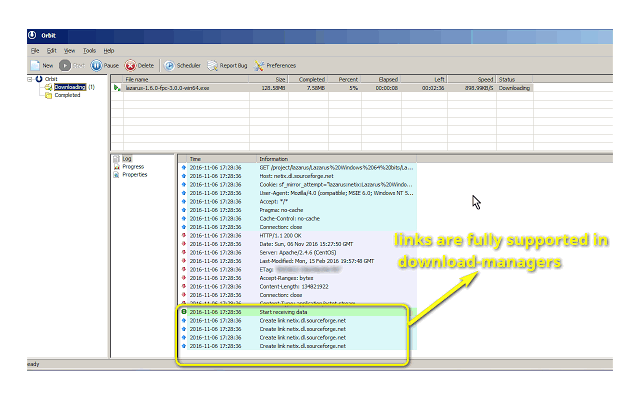 Orbit
File Edit View Tools Help
New Start Pause Delete Scheduler Report Bug Preferences
Orbit
Downloading (1)
Completed
File name Size Completed Percent Elapsed Left Speed Status
lazarus-1.6.0-fpc-3.0.0-win64.exe 128.58MB 7.58MB 5% 00:00:08 00:02:36 898.99KB/S Downloading
Log
Progress
Properties
Time Information
2016-11-06 17:28:36 GET /project/lazarus/Lazarus%20Windows%2064%20bits/La...
2016-11-06 17:28:36 Host: netix.dl.sourceforge.net
2016-11-06 17:28:36 Cookie: sf_mirror_attempt="lazarus:netix:Lazarus%20Windo...
2016-11-06 17:28:36 User-Agent: Mozilla/4.0 (compatible; MSIE 6.0; Windows NT 5...
2016-11-06 17:28:36 Accept: */*
2016-11-06 17:28:36 Pragma: no-cache
2016-11-06 17:28:36 Cache-Control: no-cache
2016-11-06 17:28:36 Connection: close
2016-11-06 17:28:36 HTTP/1.1 200 OK
2016-11-06 17:28:36 Date: Sun, 06 Nov 2016 15:27:50 GMT
2016-11-06 17:28:36 Server: Apache/2.4.6 (CentOS)
2016-11-06 17:28:36 Last-Modified: Mon, 15 Feb 2016 19:57:48 GMT
2016-11-06 17:28:36 ETag:
2016-11-06 17:28:36 Accept-Ranges: bytes
2016-11-06 17:28:36 Content-Length: 134821922
2016-11-06 17:28:36 Connection: close
2016-11-06 17:28:36 Content-Type: application/octet-stream
2016-11-06 17:28:36 Start receiving data
2016-11-06 17:28:36 Create link netix.dl.sourceforge.net
2016-11-06 17:28:36 Create link netix.dl.sourceforge.net
2016-11-06 17:28:36 Create link netix.dl.sourceforge.net
2016-11-06 17:28:36 Create link netix.dl.sourceforge.net
links are fully supported in
download-managers
eady